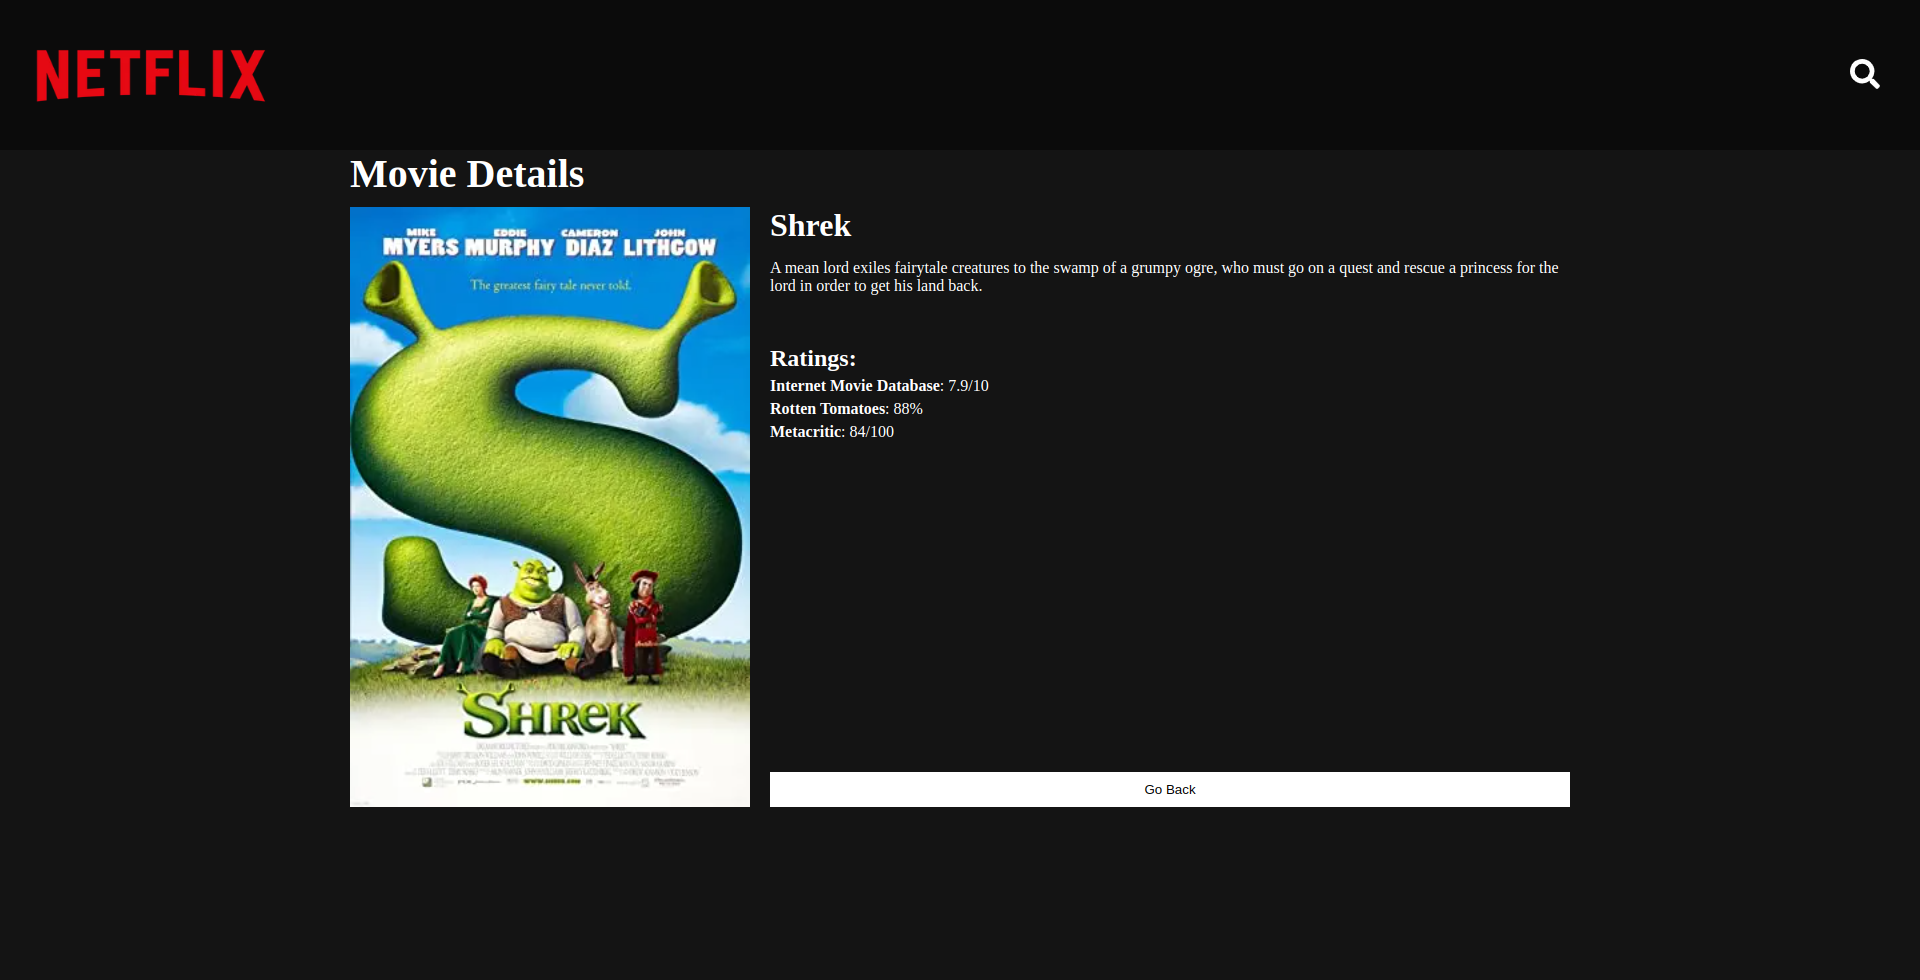 NETFLIX
Movie Details
MIKE EDDIE CAMERON JOHN
MYERS MURPHY DIAZ LITHGOW
The greatest fairy tale never told.
SHREK
WWW.SHREK.COM
Shrek
A mean lord exiles fairytale creatures to the swamp of a grumpy ogre, who must go on a quest and rescue a princess for the
lord in order to get his land back.
Ratings:
Internet Movie Database: 7.9/10
Rotten Tomatoes: 88%
Metacritic: 84/100
Go Back